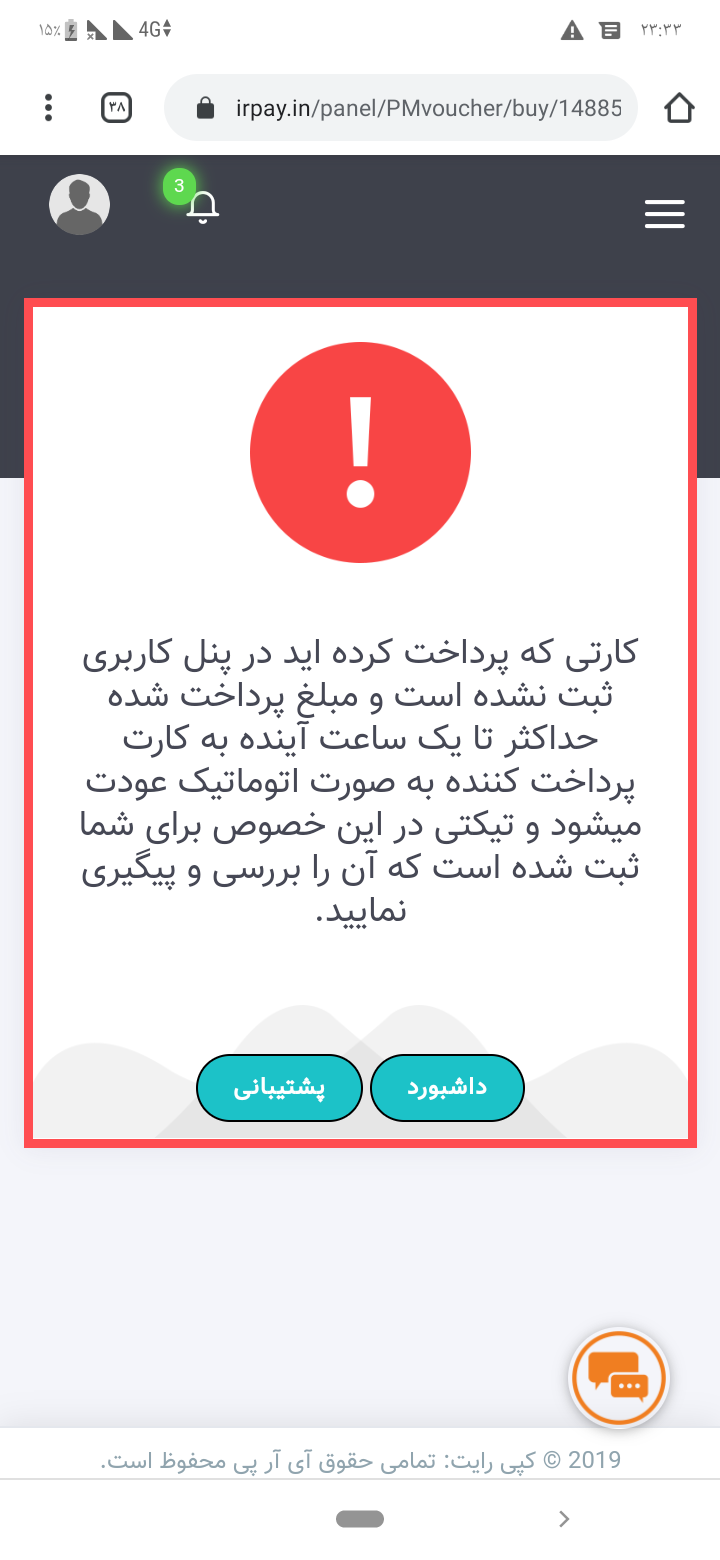 ۱۵٪ 4G ۲۳:۳۳
۳۸ irpay.in/panel/PMvoucher/buy/14885
3
!
کارتی که پرداخت کرده اید در پنل کاربری
ثبت نشده است و مبلغ پرداخت شده
حداکثر تا یک ساعت آینده به کارت
پرداخت کننده به صورت اتوماتیک عودت
میشود و تیکتی در این خصوص برای شما
ثبت شده است که آن را بررسی و پیگیری
نمایید.
داشبورد پشتیبانی
2019 © کپی رایت: تمامی حقوق آی آر پی محفوظ است.